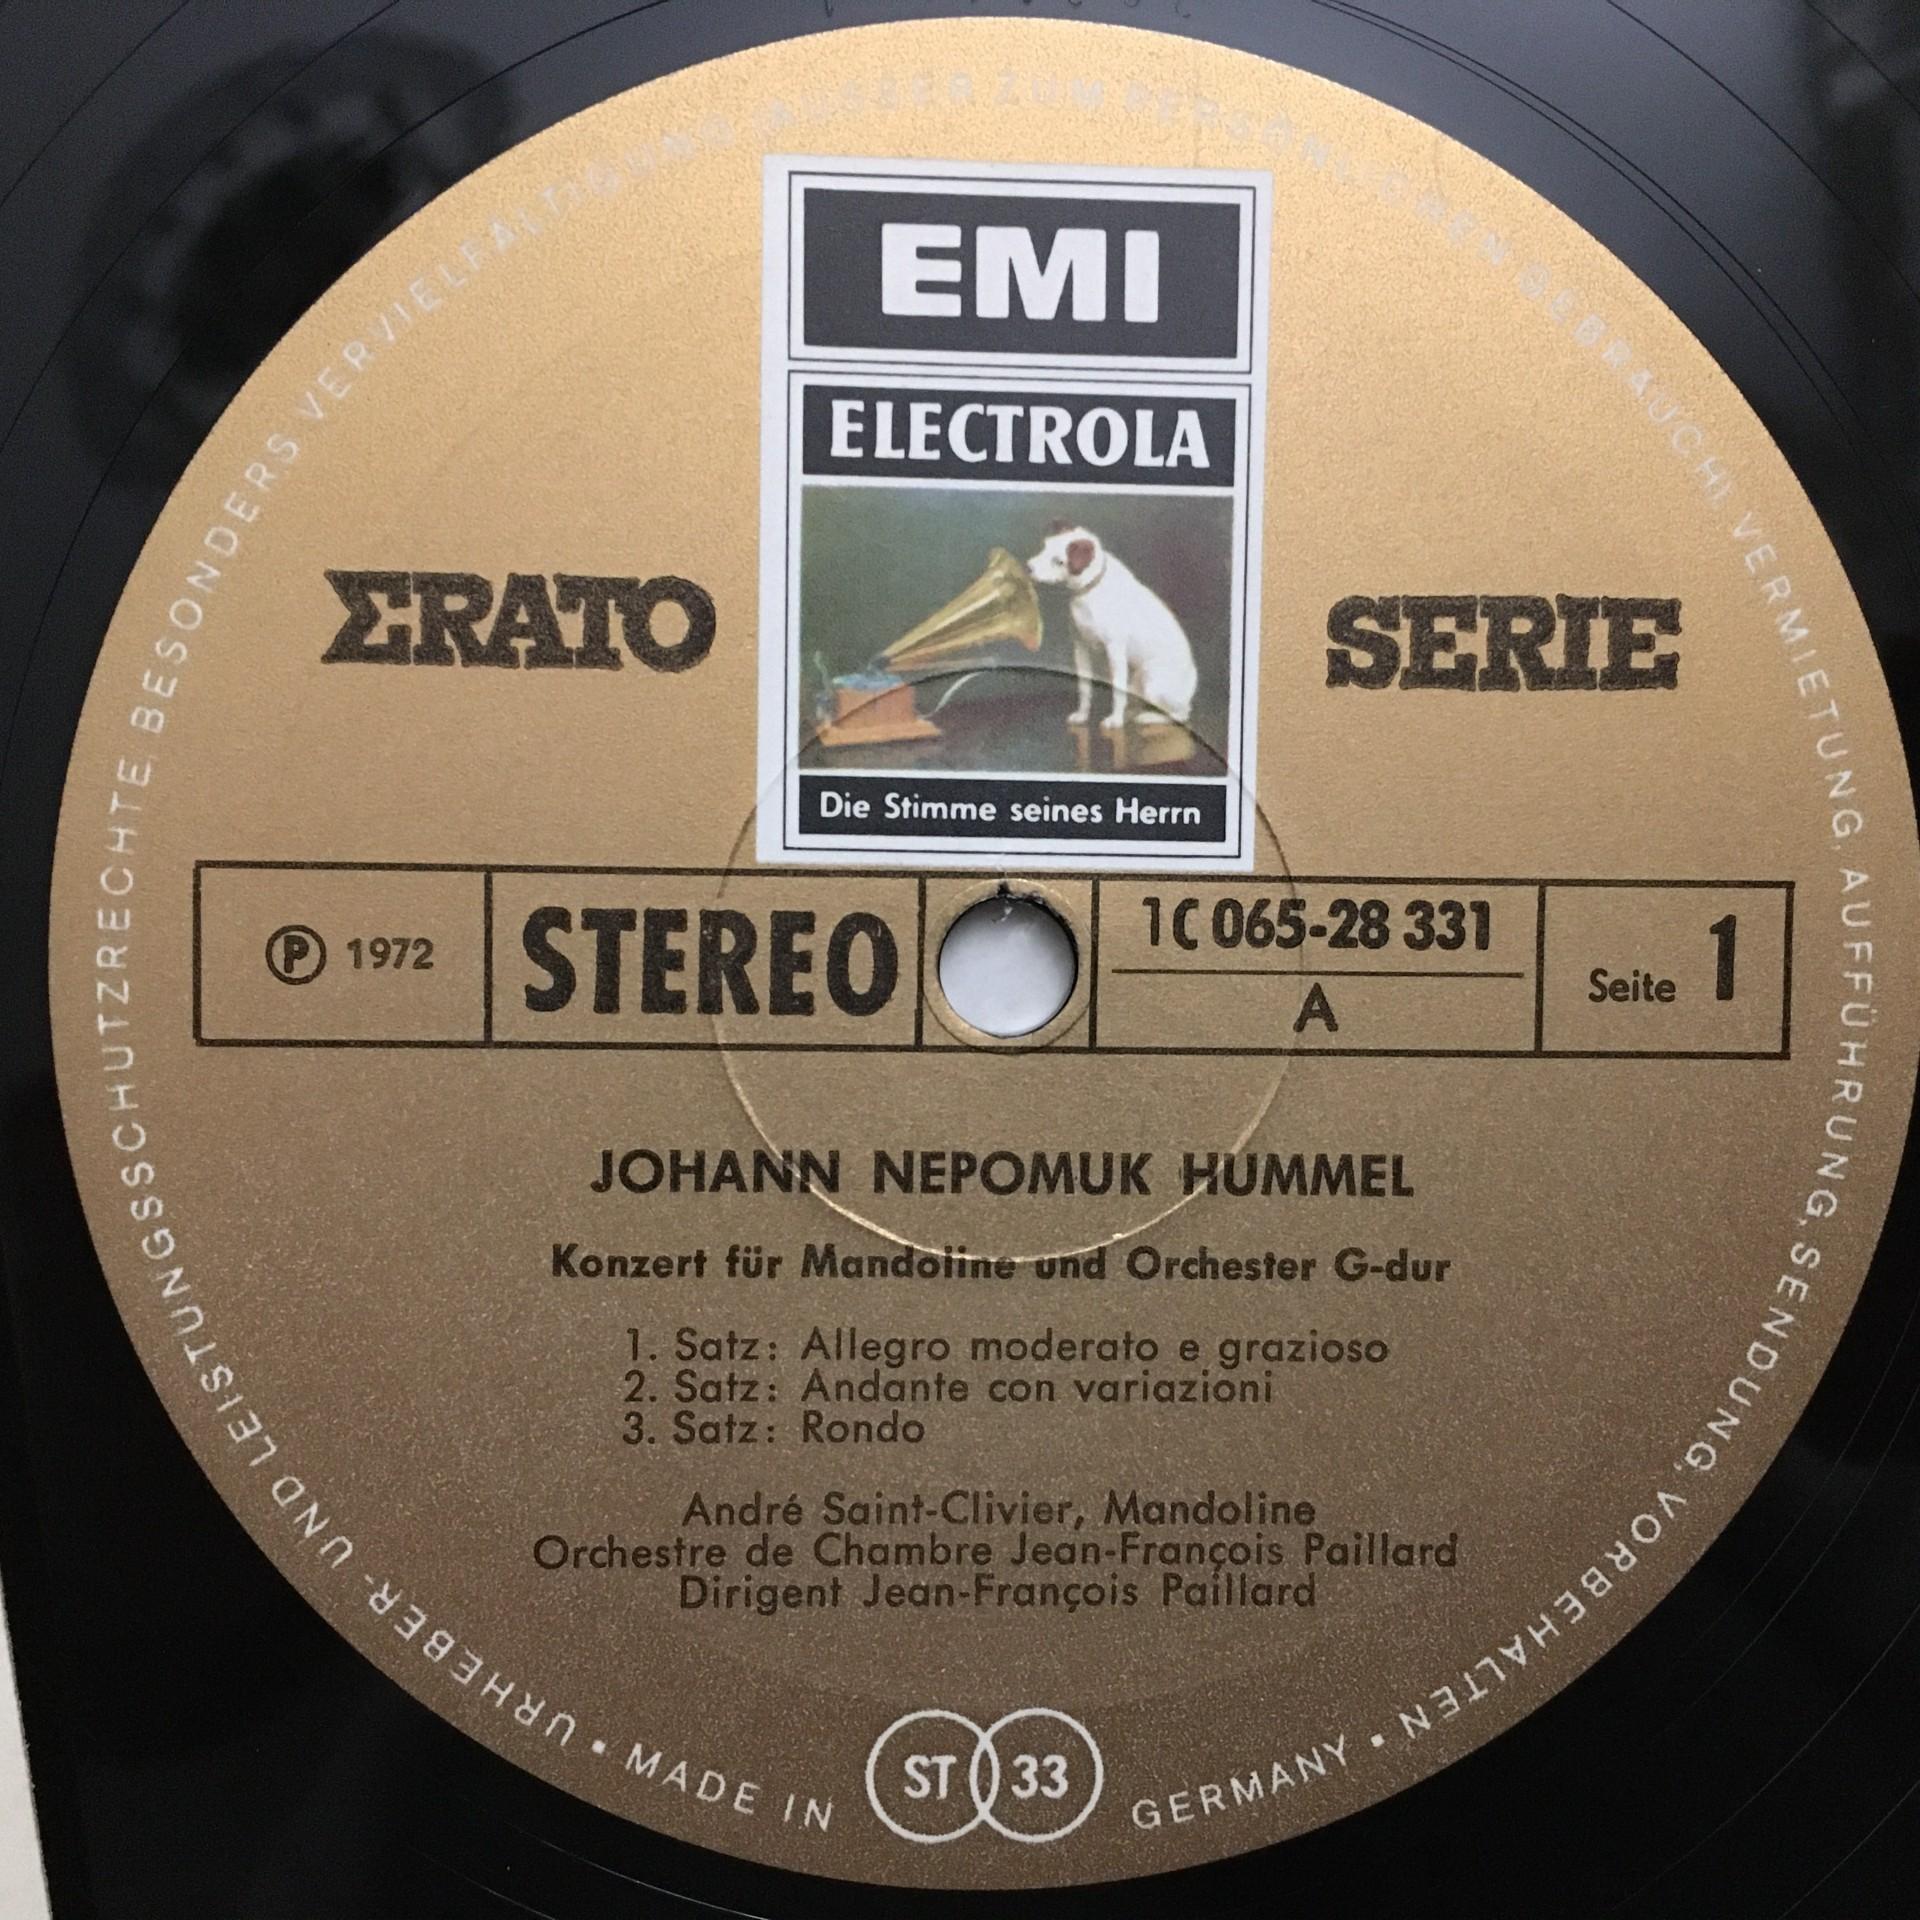 EMI
ELECTROLA
ΣRATO SERIE
Die Stimme seines Herrn
Ⓟ 1972 STEREO 1C 065-28 331
A
Seite 1
JOHANN NEPOMUK HUMMEL
Konzert für Mandoline und Orchester G-dur
1. Satz: Allegro moderato e grazioso
2. Satz: Andante con variazioni
3. Satz: Rondo
André Saint-Clivier, Mandoline
Orchestre de Chambre Jean-François Paillard
Dirigent Jean-François Paillard
URHEBER- UND LEISTUNGSSCHUTZRECHTE, BESONDERS VERVIELFÄLTIGUNG (AUSSER ZUM PERSÖNLICHEN GEBRAUCH), VERMIETUNG, AUFFÜHRUNG, SENDUNG, VORBEHALTEN •
• MADE IN ST 33 GERMANY